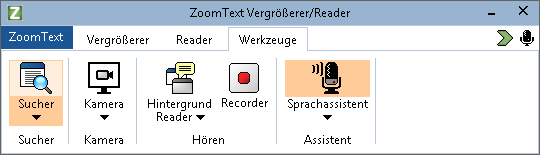 ZoomText Vergrößerer/Reader
ZoomText Vergrößerer Reader Werkzeuge
Sucher Kamera Hintergrund Reader Recorder Sprachassistent
Sucher Kamera Hören Assistent